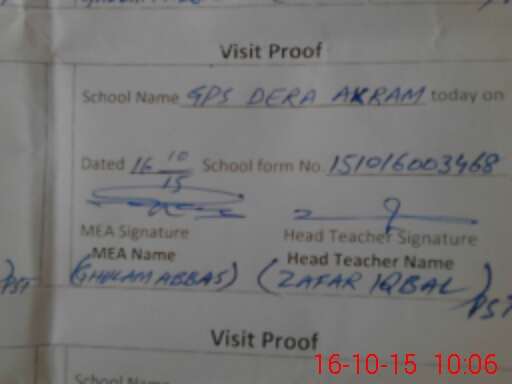 Visit Proof
School Name GPS DERA AKRAM today on
Dated 16 10/15 School form No. 151016003468
MEA Signature Head Teacher Signature
MEA Name Head Teacher Name
(GHULAM ABBAS) (ZAFAR IQBAL) PST
)PST
Visit Proof
School Name
16-10-15 10:06